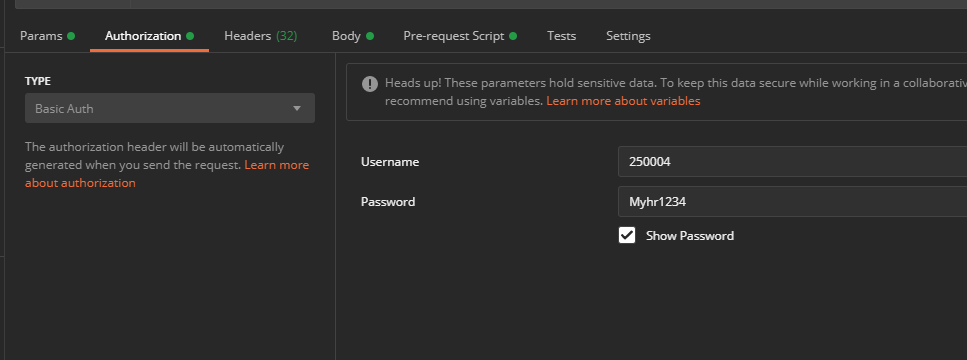 Params
Authorization
Headers (32)
Body
Pre-request Script
Tests
Settings
TYPE
Basic Auth
The authorization header will be automatically
generated when you send the request. Learn more
about authorization
Heads up! These parameters hold sensitive data. To keep this data secure while working in a collaborativ
recommend using variables. Learn more about variables
Username
250004
Password
Myhr1234
Show Password